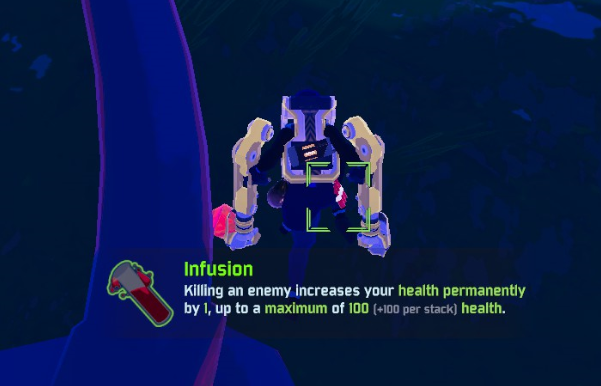 Infusion
Killing an enemy increases your health permanently
by 1, up to a maximum of 100 (+100 per stack) health.